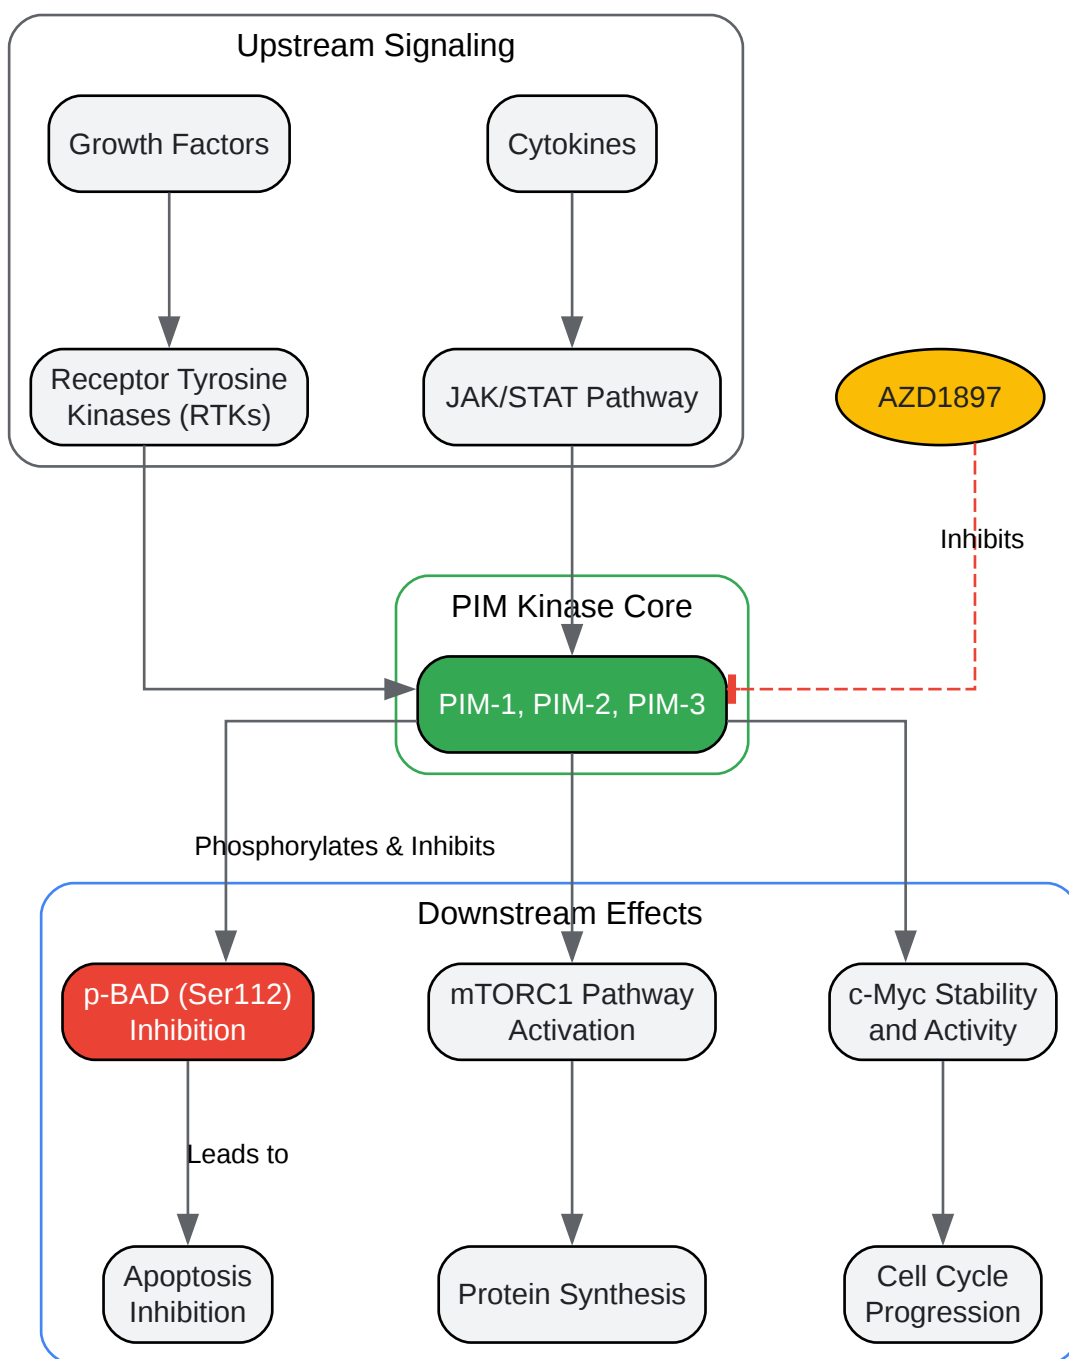 Upstream Signaling
Growth Factors
Cytokines
Receptor Tyrosine
Kinases (RTKs)
JAK/STAT Pathway
AZD1897
Inhibits
PIM Kinase Core
PIM-1, PIM-2, PIM-3
Phosphorylates & Inhibits
Downstream Effects
p-BAD (Ser112)
Inhibition
mTORC1 Pathway
Activation
c-Myc Stability
and Activity
Leads to
Apoptosis
Inhibition
Protein Synthesis
Cell Cycle
Progression